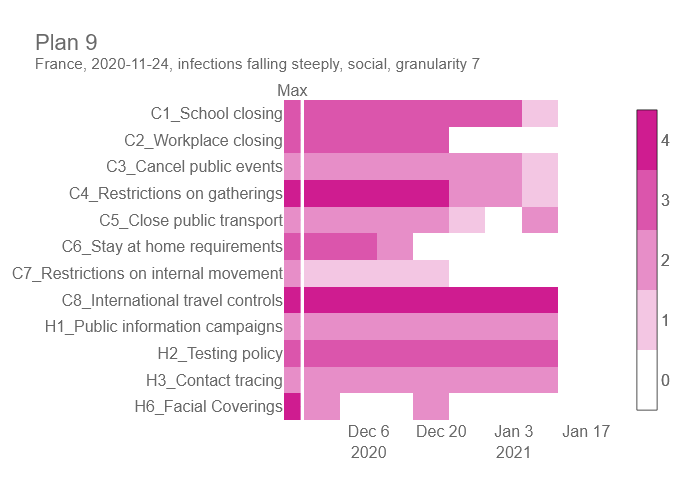 Plan 9
France, 2020-11-24, infections falling steeply, social, granularity 7
Max
C1_School closing
C2_Workplace closing
C3_Cancel public events
C4_Restrictions on gatherings
C5_Close public transport
C6_Stay at home requirements
C7_Restrictions on internal movement
C8_International travel controls
H1_Public information campaigns
H2_Testing policy
H3_Contact tracing
H6_Facial Coverings
Dec 6 Dec 20 Jan 3 Jan 17
2020 2021
4
3
2
1
0